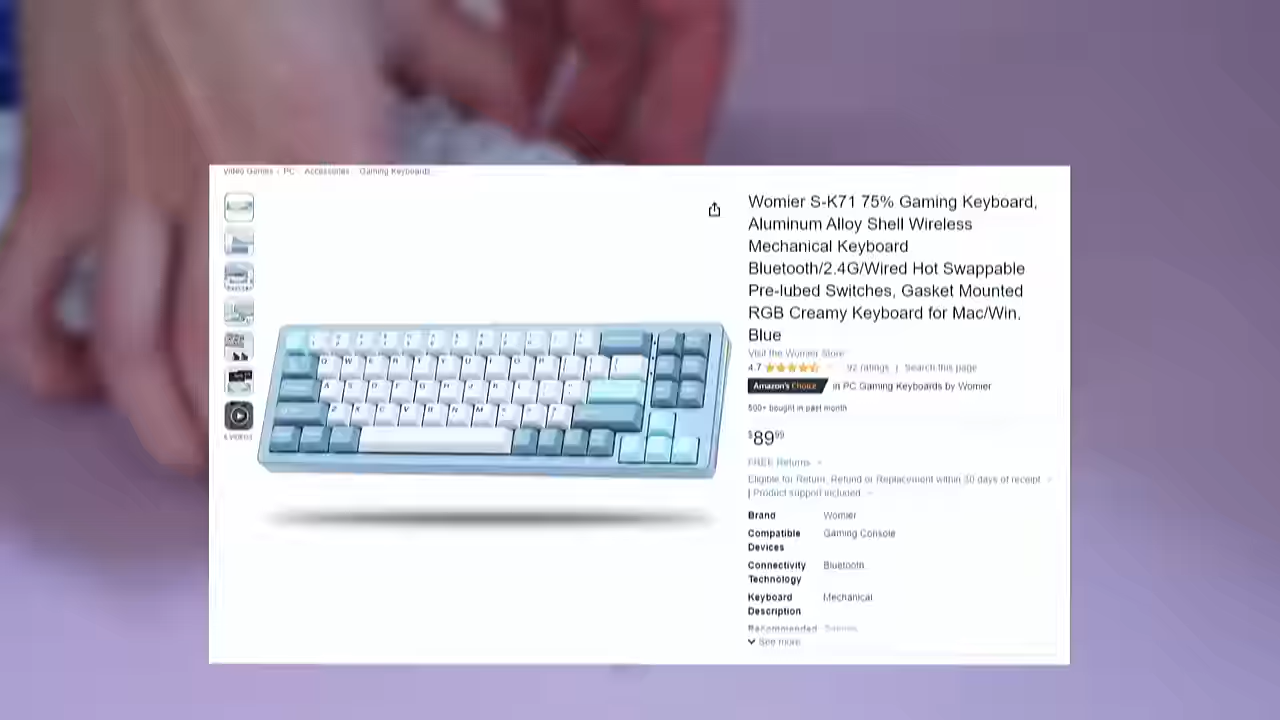 Video Games › PC › Accessories › Gaming Keyboards
Womier S-K71 75% Gaming Keyboard,
Aluminum Alloy Shell Wireless
Mechanical Keyboard
Bluetooth/2.4G/Wired Hot Swappable
Pre-lubed Switches, Gasket Mounted
RGB Creamy Keyboard for Mac/Win,
Blue
Visit the Womier Store
4.7 92 ratings | Search this page
Amazon's Choice in PC Gaming Keyboards by Womier
500+ bought in past month
$8999
FREE Returns
Eligible for Return, Refund or Replacement within 30 days of receipt
| Product support included
Brand Womier
Compatible Devices Gaming Console
Connectivity Technology Bluetooth
Keyboard Description Mechanical
Recommended
See more
6 VIDEOS
Q W E R T Y U I O P
A S D F G H J K L
Z X C V B N M